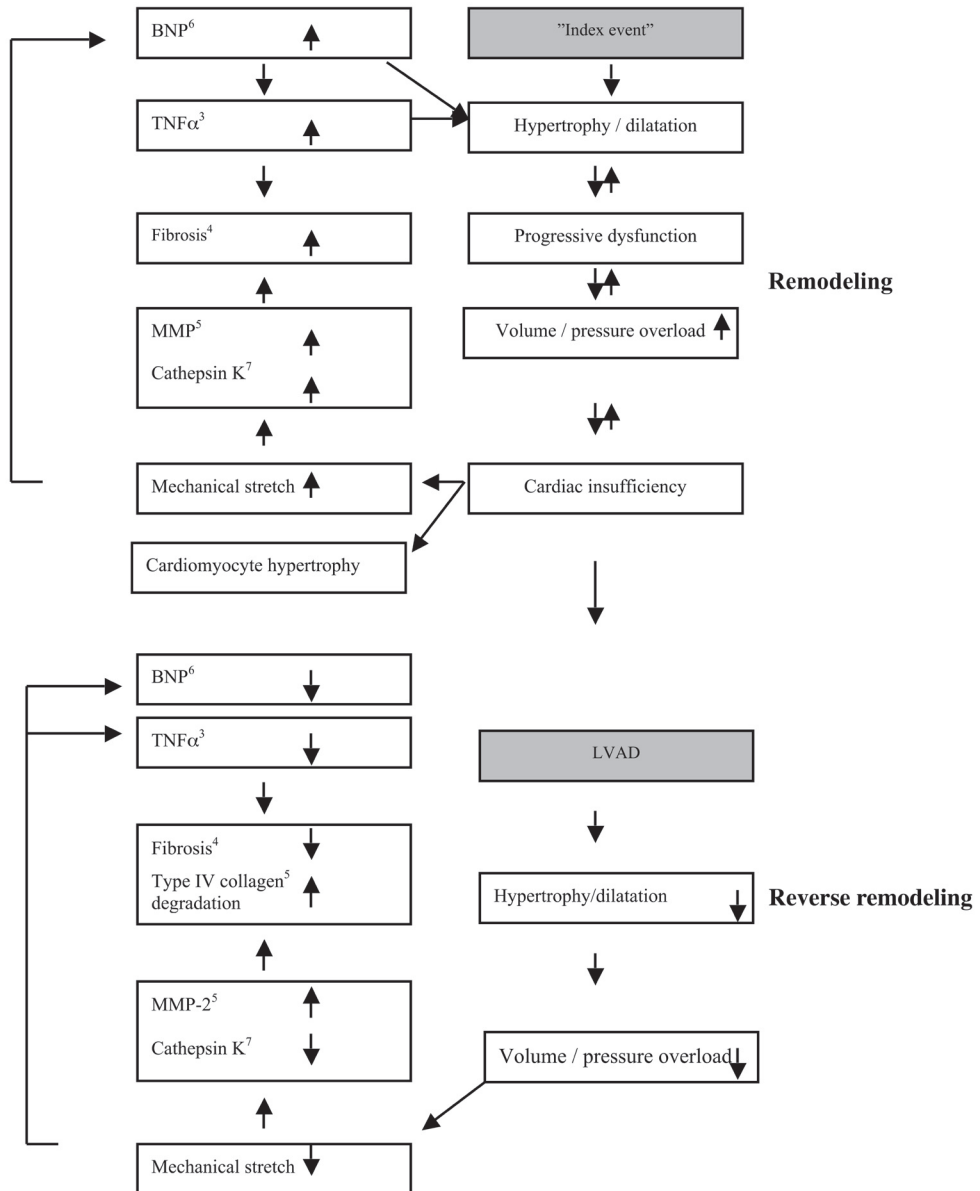 BNP⁶
"Index event"
TNFα³
Hypertrophy / dilatation
Fibrosis⁴
Progressive dysfunction
Remodeling
MMP⁵
Volume / pressure overload
Cathepsin K⁷
Mechanical stretch
Cardiac insufficiency
Cardiomyocyte hypertrophy
BNP⁶
TNFα³
LVAD
Fibrosis⁴
Type IV collagen⁵
degradation
Hypertrophy/dilatation
Reverse remodeling
MMP-2⁵
Cathepsin K⁷
Volume / pressure overload
Mechanical stretch